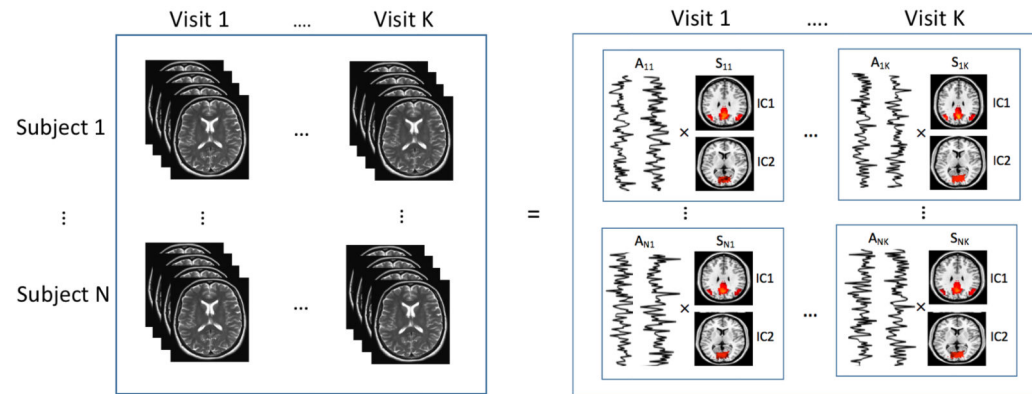 Visit 1 .... Visit K
Visit 1 .... Visit K
Subject 1
...
A11 S11
×
IC1
IC2
...
A1K S1K
×
IC1
IC2
⋮ ⋮ ⋮
=
⋮ ⋮
Subject N
...
AN1 SN1
×
IC1
IC2
...
ANK SNK
×
IC1
IC2